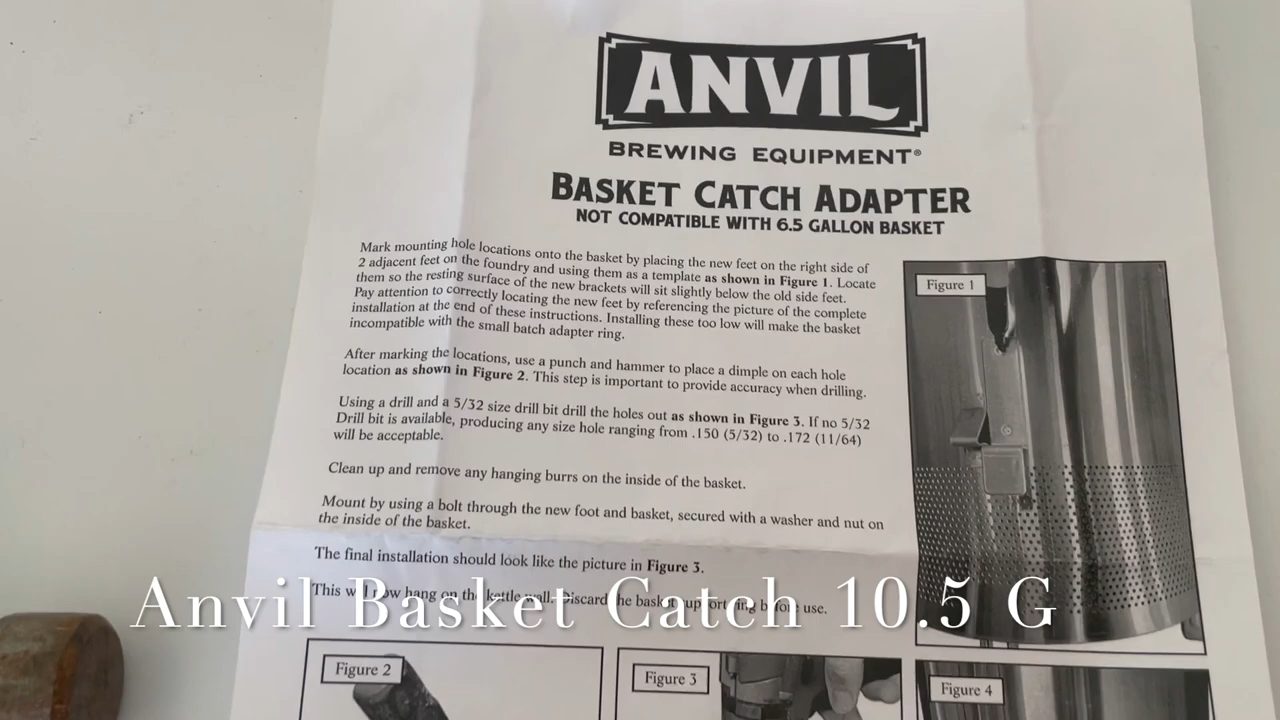 ANVIL
BREWING EQUIPMENT®
BASKET CATCH ADAPTER
NOT COMPATIBLE WITH 6.5 GALLON BASKET
Mark mounting hole locations onto the basket by placing the new feet on the right side of
2 adjacent feet on the foundry and using them as a template as shown in Figure 1. Locate
them so the resting surface of the new brackets will sit slightly below the old side feet.
Pay attention to correctly locating the new feet by referencing the picture of the complete
installation at the end of these instructions. Installing these too low will make the basket
incompatible with the small batch adapter ring.
After marking the locations, use a punch and hammer to place a dimple on each hole
location as shown in Figure 2. This step is important to provide accuracy when drilling.
Using a drill and a 5/32 size drill bit drill the holes out as shown in Figure 3. If no 5/32
Drill bit is available, producing any size hole ranging from .150 (5/32) to .172 (11/64)
will be acceptable.
Clean up and remove any hanging burrs on the inside of the basket.
Mount by using a bolt through the new foot and basket, secured with a washer and nut on
the inside of the basket.
The final installation should look like the picture in Figure 3.
This will now hang on the kettle wall. Discard the basket supporting before use.
Anvil Basket Catch 10.5 G
Figure 1
Figure 2
Figure 3
Figure 4